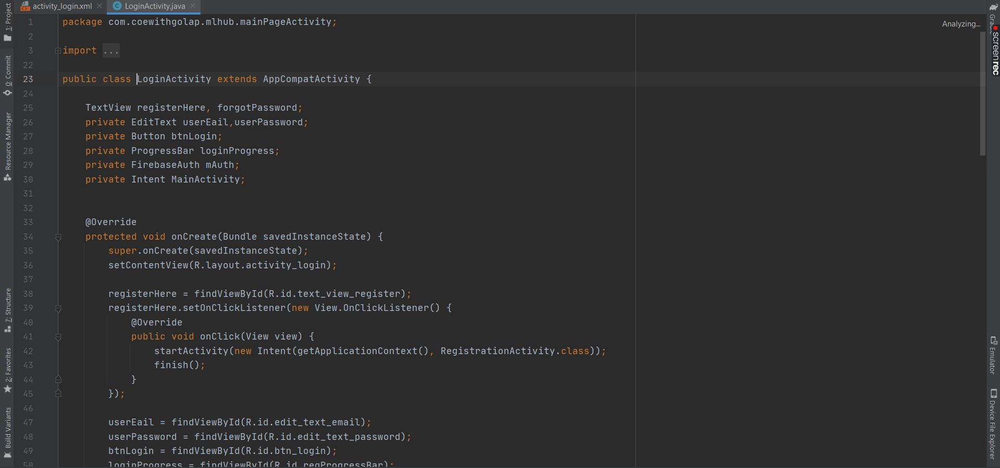 activity_login.xml LoginActivity.java
1 package com.coewithgolap.mlhub.mainPageActivity;
2
3 import ...
22
23 public class LoginActivity extends AppCompatActivity {
24
25 TextView registerHere, forgotPassword;
26 private EditText userEail,userPassword;
27 private Button btnLogin;
28 private ProgressBar loginProgress;
29 private FirebaseAuth mAuth;
30 private Intent MainActivity;
31
32
33 @Override
34 protected void onCreate(Bundle savedInstanceState) {
35 super.onCreate(savedInstanceState);
36 setContentView(R.layout.activity_login);
37
38 registerHere = findViewById(R.id.text_view_register);
39 registerHere.setOnClickListener(new View.OnClickListener() {
40 @Override
41 public void onClick(View view) {
42 startActivity(new Intent(getApplicationContext(), RegistrationActivity.class));
43 finish();
44 }
45 });
46
47 userEail = findViewById(R.id.edit_text_email);
48 userPassword = findViewById(R.id.edit_text_password);
49 btnLogin = findViewById(R.id.btn_login);
50 loginProgress = findViewById(R.id.regProgressBar);
1: Project
0: Commit
Resource Manager
7: Structure
2: Favorites
Build Variants
Analyzing...
Gradle
screenrec
Emulator
Device File Explorer